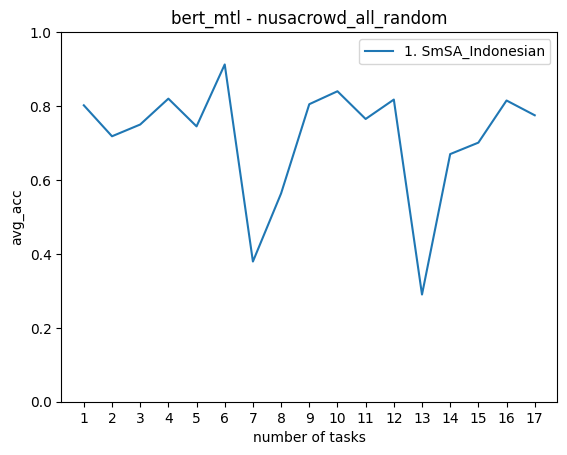 bert_mtl - nusacrowd_all_random
1. SmSA_Indonesian
avg_acc
1.0
0.8
0.6
0.4
0.2
0.0
1 2 3 4 5 6 7 8 9 10 11 12 13 14 15 16 17
number of tasks